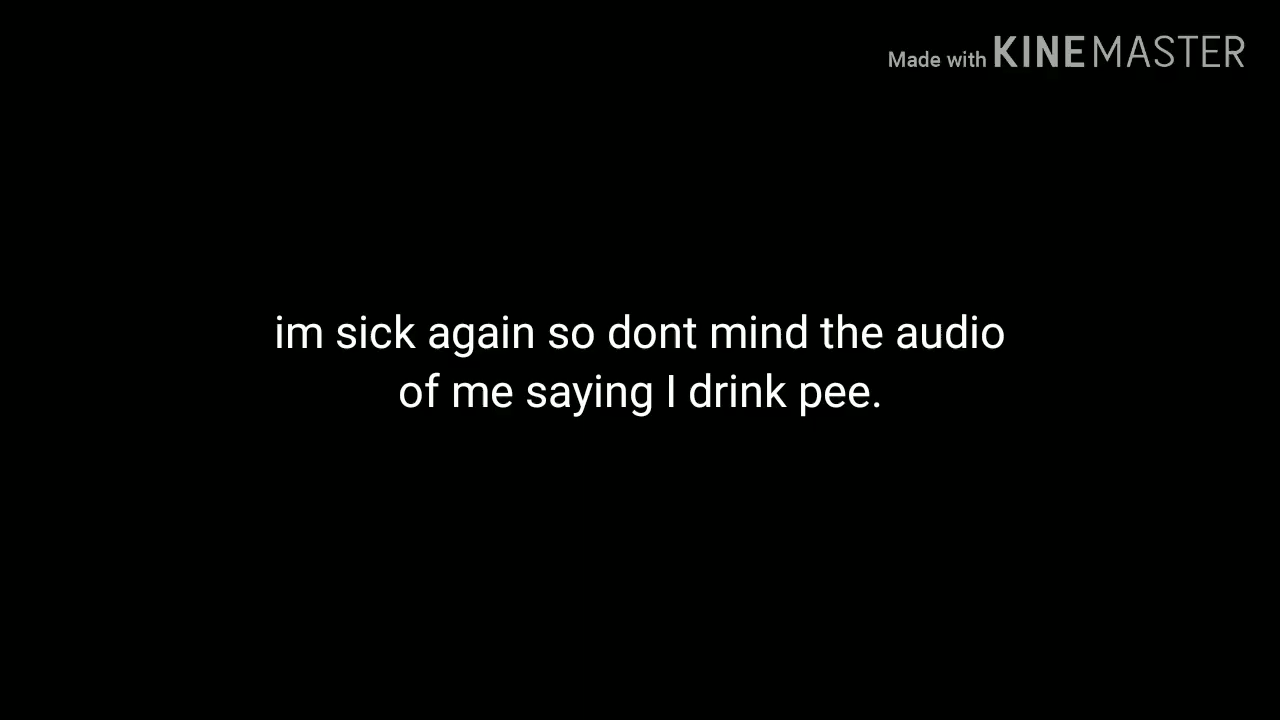 Made with KINEMASTER
im sick again so dont mind the audio
of me saying I drink pee.